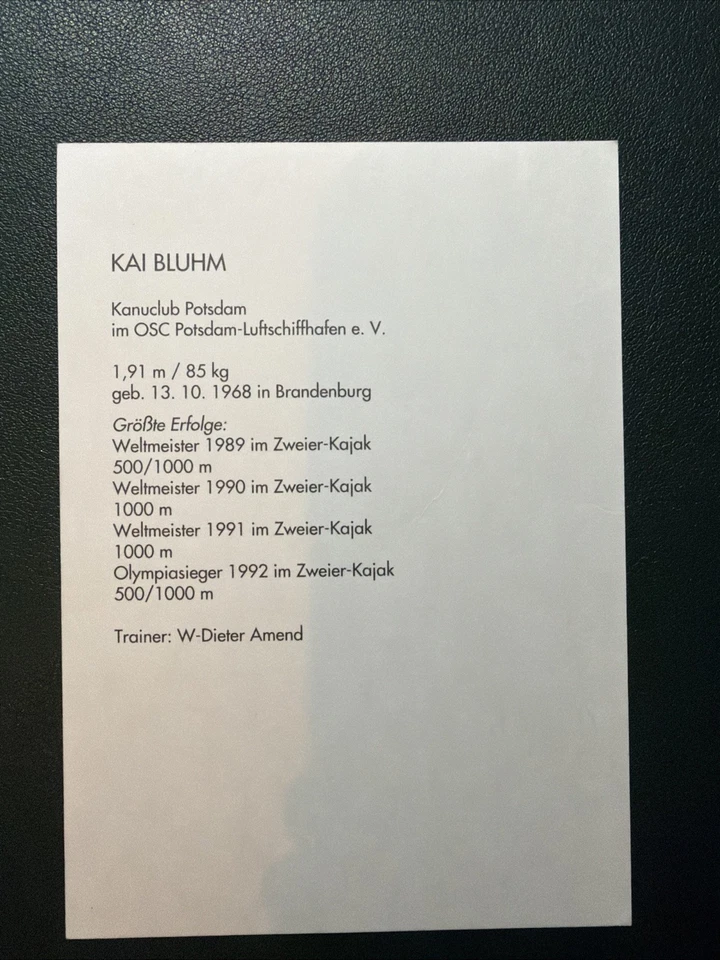 KAI BLUHM
Kanuclub Potsdam
im OSC Potsdam-Luftschiffhafen e. V.
1,91 m / 85 kg
geb. 13. 10. 1968 in Brandenburg
Größte Erfolge:
Weltmeister 1989 im Zweier-Kajak
500/1000 m
Weltmeister 1990 im Zweier-Kajak
1000 m
Weltmeister 1991 im Zweier-Kajak
1000 m
Olympiasieger 1992 im Zweier-Kajak
500/1000 m
Trainer: W-Dieter Amend